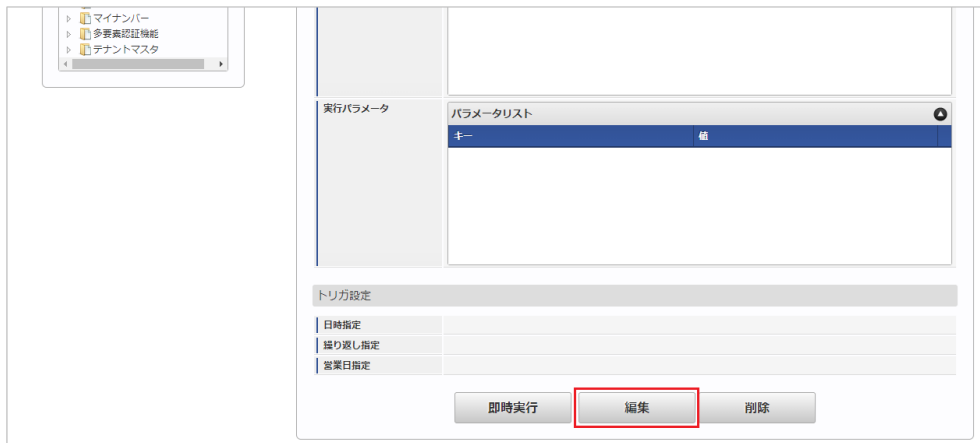 マイナンバー
多要素認証機能
テナントマスタ
実行パラメータ
パラメータリスト
キー 値
トリガ設定
日時指定
繰り返し指定
営業日指定
即時実行 編集 削除